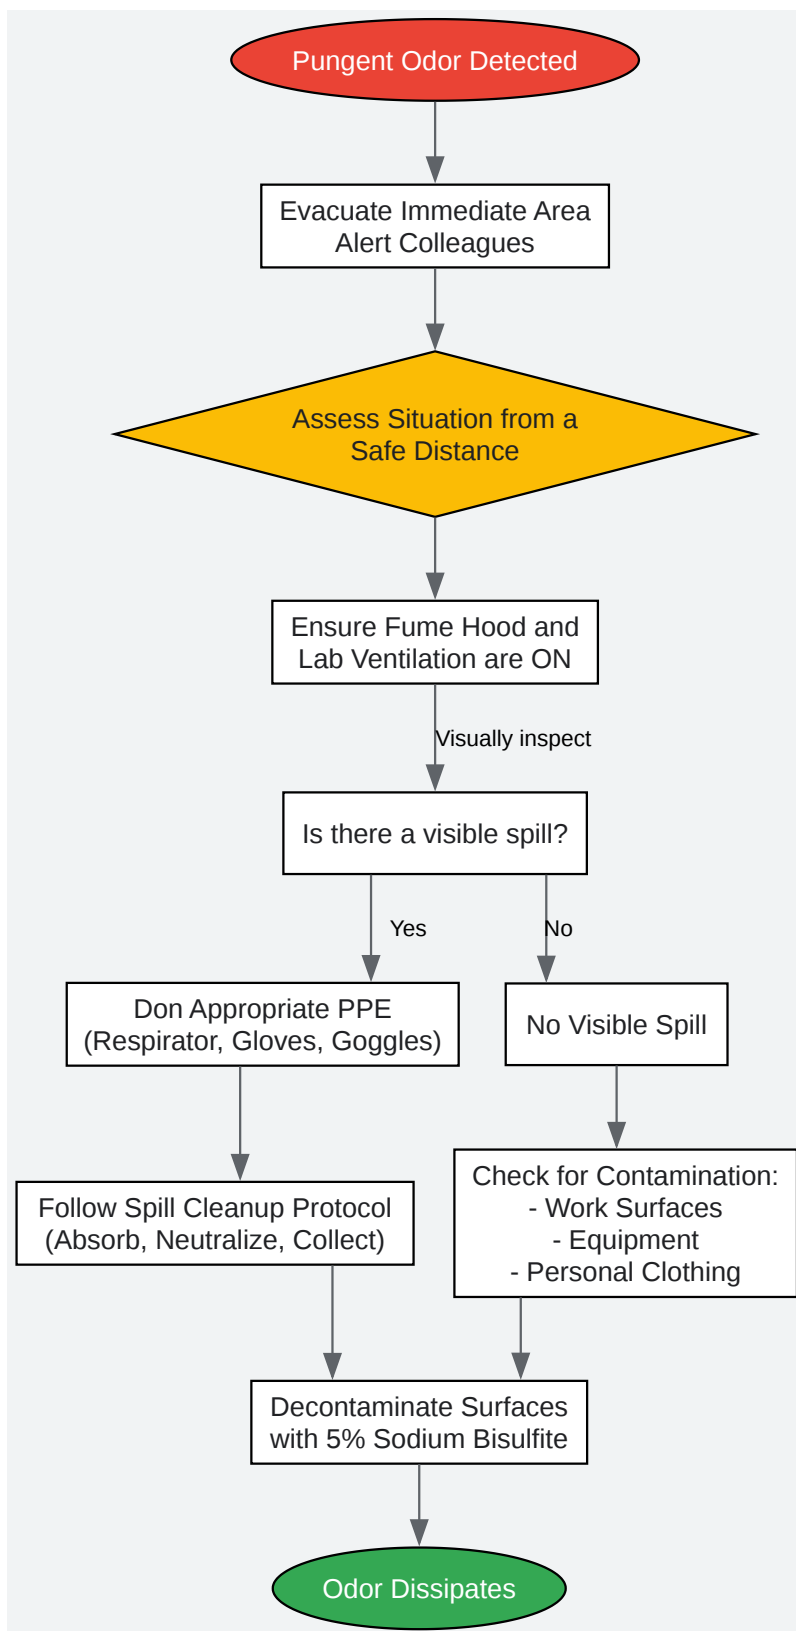 Pungent Odor Detected
Evacuate Immediate Area
Alert Colleagues
Assess Situation from a
Safe Distance
Ensure Fume Hood and
Lab Ventilation are ON
Visually inspect
Is there a visible spill?
Yes
No
Don Appropriate PPE
(Respirator, Gloves, Goggles)
No Visible Spill
Follow Spill Cleanup Protocol
(Absorb, Neutralize, Collect)
Check for Contamination:
- Work Surfaces
- Equipment
- Personal Clothing
Decontaminate Surfaces
with 5% Sodium Bisulfite
Odor Dissipates